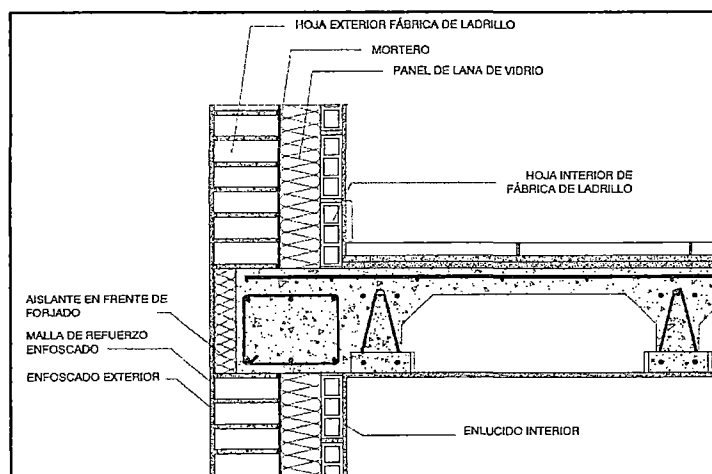 HOJA EXTERIOR FÁBRICA DE LADRILLO
MORTERO
PANEL DE LANA DE VIDRIO
HOJA INTERIOR DE
FÁBRICA DE LADRILLO
AISLANTE EN FRENTE DE
FORJADO
MALLA DE REFUERZO
ENFOSCADO
ENFOSCADO EXTERIOR
ENLUCIDO INTERIOR